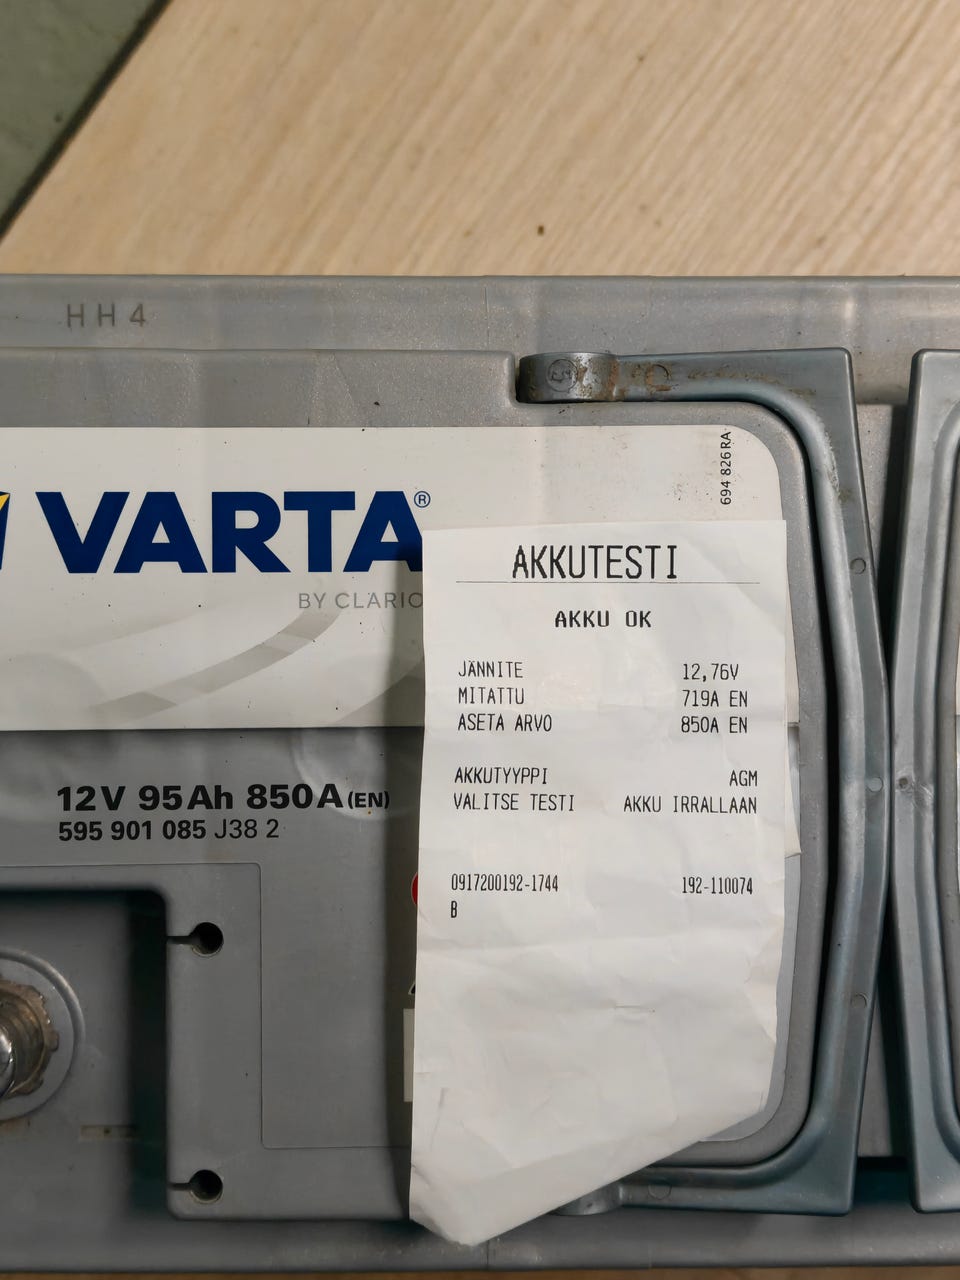 HH4
694 826 RA
VARTA®
BY CLARIO
12V 95Ah 850A (EN)
595 901 085 J38 2
AKKUTESTI
AKKU OK
JÄNNITE 12,76V
MITATTU 719A EN
ASETA ARVO 850A EN
AKKUTYYPPI AGM
VALITSE TESTI AKKU IRRALLAAN
0917200192-1744 192-110074
B